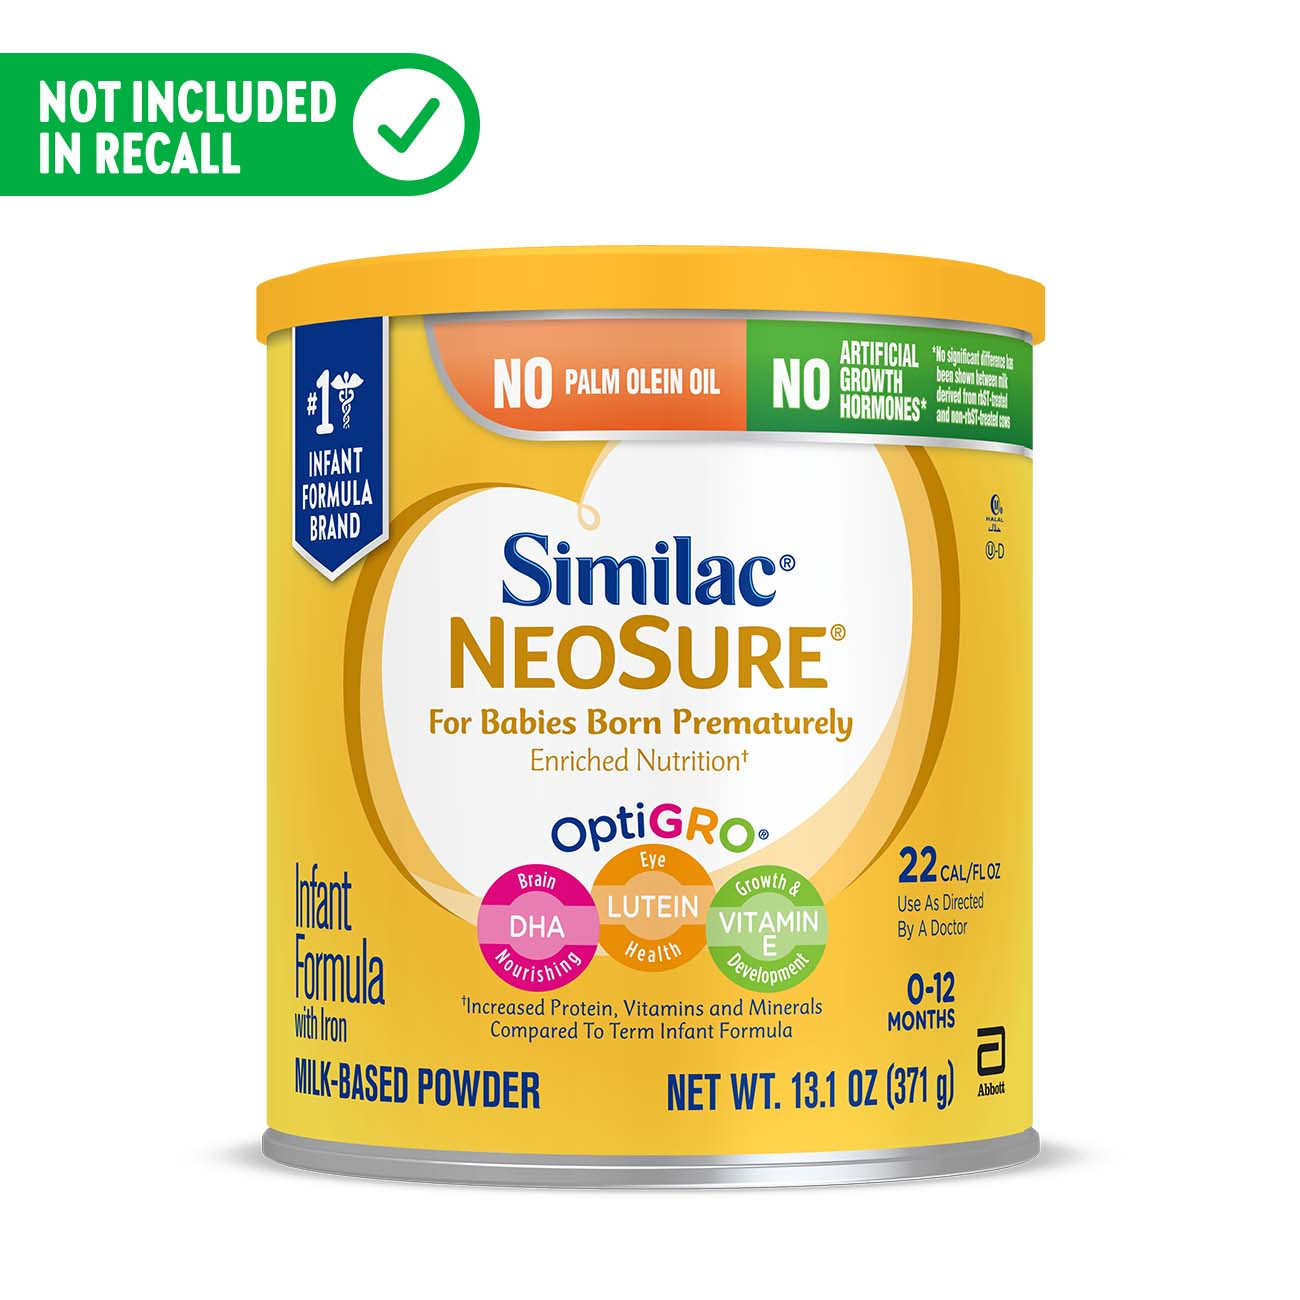 NOT INCLUDED
IN RECALL
NO PALM OLEIN OIL
NO ARTIFICIAL
GROWTH
HORMONES*
*No significant difference has
been shown between milk
derived from rbST-treated
and non-rbST-treated cows
#1
INFANT
FORMULA
BRAND
HALAL
حلال
U-D
Similac®
NEOSURE®
For Babies Born Prematurely
Enriched Nutrition†
OptiGRO®
Brain
DHA
Nourishing
Eye
LUTEIN
Health
Growth &
VITAMIN
E
Development
22 CAL/FL OZ
Use As Directed
By A Doctor
Infant
Formula
with Iron
†Increased Protein, Vitamins and Minerals
Compared To Term Infant Formula
0-12
MONTHS
Abbott
MILK-BASED POWDER
NET WT. 13.1 OZ (371 g)